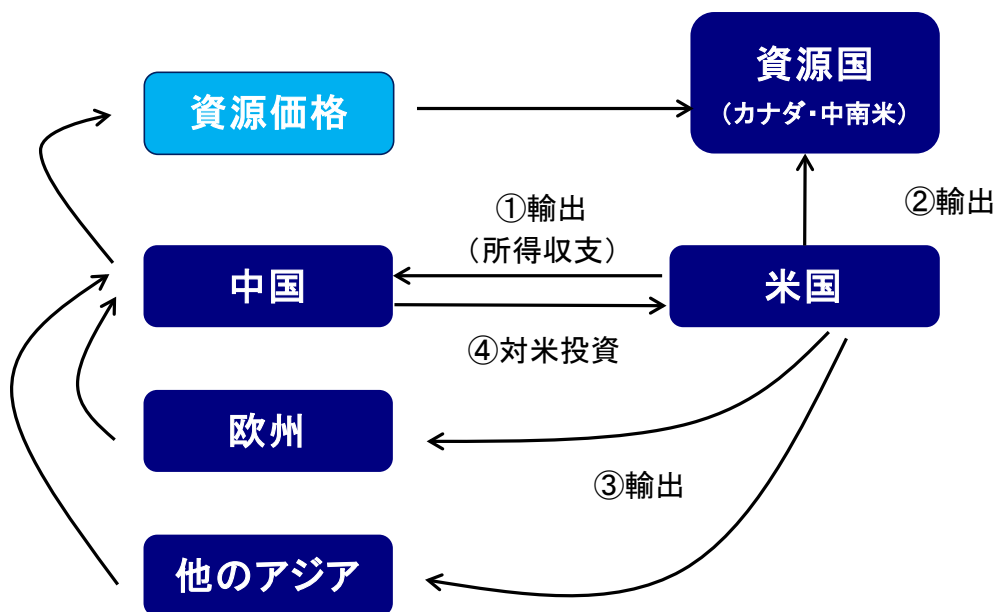 資源国
(カナダ・中南米)
資源価格
①輸出
(所得収支)
②輸出
中国
米国
④対米投資
欧州
③輸出
他のアジア